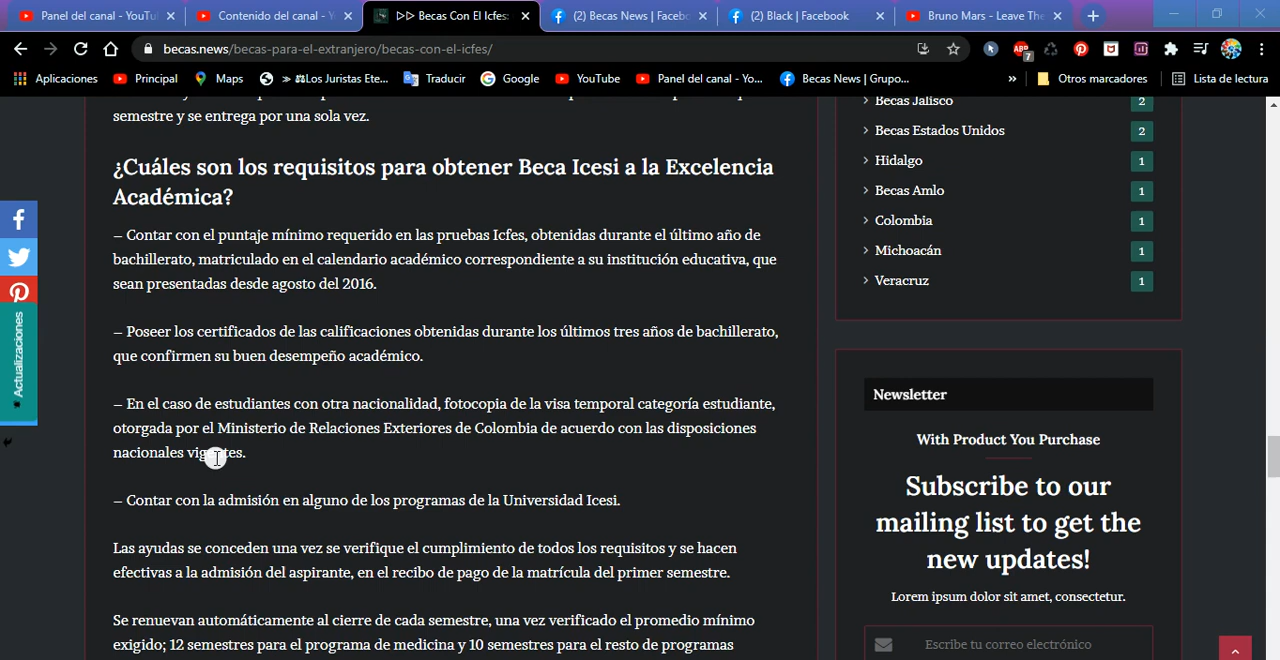 Panel del canal - YouTu
Contenido del canal - Y
▷▷ Becas Con El Icfes:
(2) Becas News | Faceb
(2) Black | Facebook
Bruno Mars - Leave The
becas.news/becas-para-el-extranjero/becas-con-el-icfes/
ABP
7
Aplicaciones
Principal
Maps
» ⚖Los Juristas Ete...
Traducir
Google
YouTube
Panel del canal - Yo...
Becas News | Grupo...
»
Otros marcadores
Lista de lectura
semestre y se entrega por una sola vez.
¿Cuáles son los requisitos para obtener Beca Icesi a la Excelencia
Académica?
– Contar con el puntaje mínimo requerido en las pruebas Icfes, obtenidas durante el último año de
bachillerato, matriculado en el calendario académico correspondiente a su institución educativa, que
sean presentadas desde agosto del 2016.
– Poseer los certificados de las calificaciones obtenidas durante los últimos tres años de bachillerato,
que confirmen su buen desempeño académico.
– En el caso de estudiantes con otra nacionalidad, fotocopia de la visa temporal categoría estudiante,
otorgada por el Ministerio de Relaciones Exteriores de Colombia de acuerdo con las disposiciones
nacionales vigentes.
– Contar con la admisión en alguno de los programas de la Universidad Icesi.
Las ayudas se conceden una vez se verifique el cumplimiento de todos los requisitos y se hacen
efectivas a la admisión del aspirante, en el recibo de pago de la matrícula del primer semestre.
Se renuevan automáticamente al cierre de cada semestre, una vez verificado el promedio mínimo
exigido; 12 semestres para el programa de medicina y 10 semestres para el resto de programas
Actualizaciones
Becas Jalisco 2
Becas Estados Unidos 2
Hidalgo 1
Becas Amlo 1
Colombia 1
Michoacán 1
Veracruz 1
Newsletter
With Product You Purchase
Subscribe to our
mailing list to get the
new updates!
Lorem ipsum dolor sit amet, consectetur.
Escribe tu correo electrónico